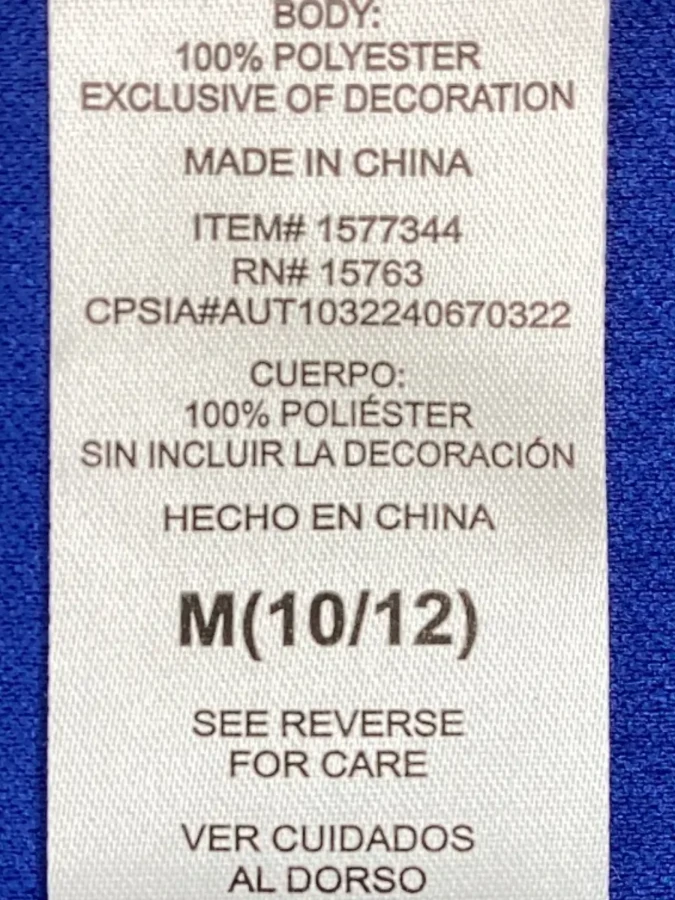 BODY:
100% POLYESTER
EXCLUSIVE OF DECORATION
MADE IN CHINA
ITEM# 1577344
RN# 15763
CPSIA#AUT1032240670322
CUERPO:
100% POLIÉSTER
SIN INCLUIR LA DECORACIÓN
HECHO EN CHINA
M(10/12)
SEE REVERSE
FOR CARE
VER CUIDADOS
AL DORSO